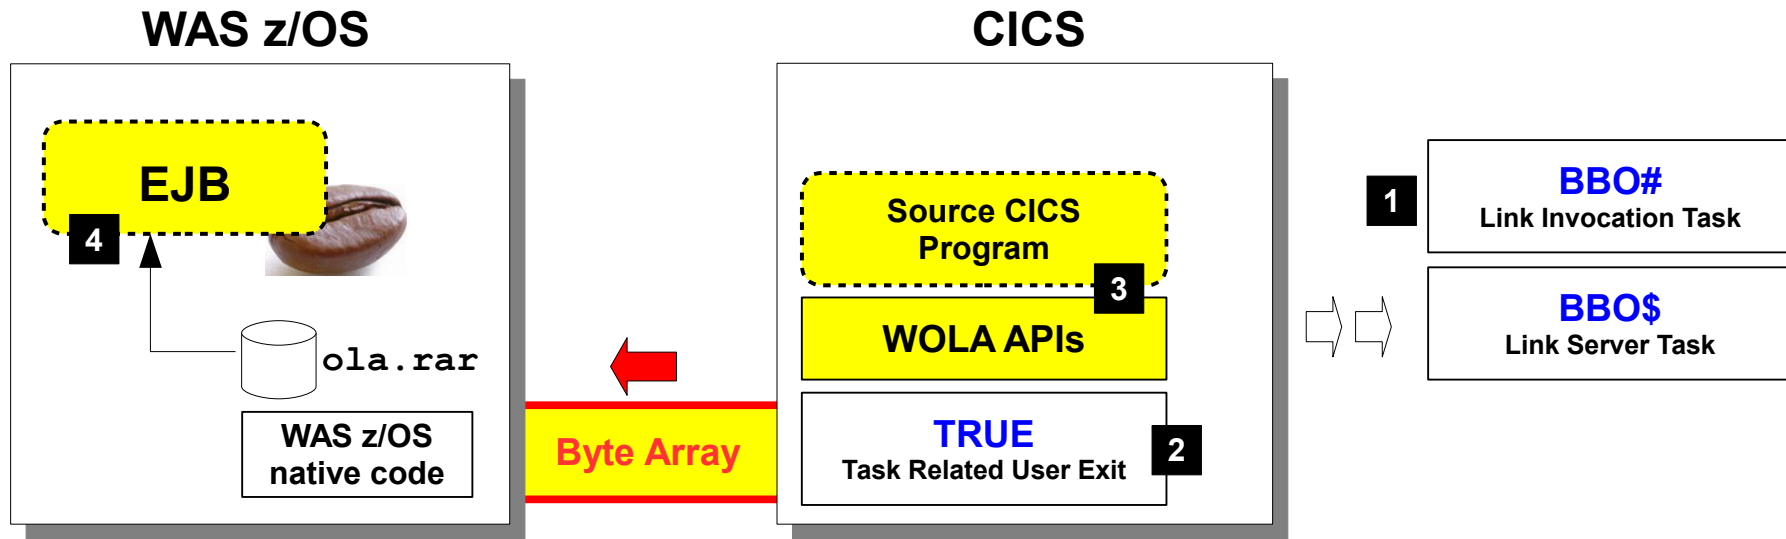 WAS z/OS
EJB
4
ola.rar
WAS z/OS
native code
Byte Array
CICS
Source CICS
Program
3
WOLA APIs
TRUE
Task Related User Exit
2
1
BBO#
Link Invocation Task
BBO$
Link Server Task